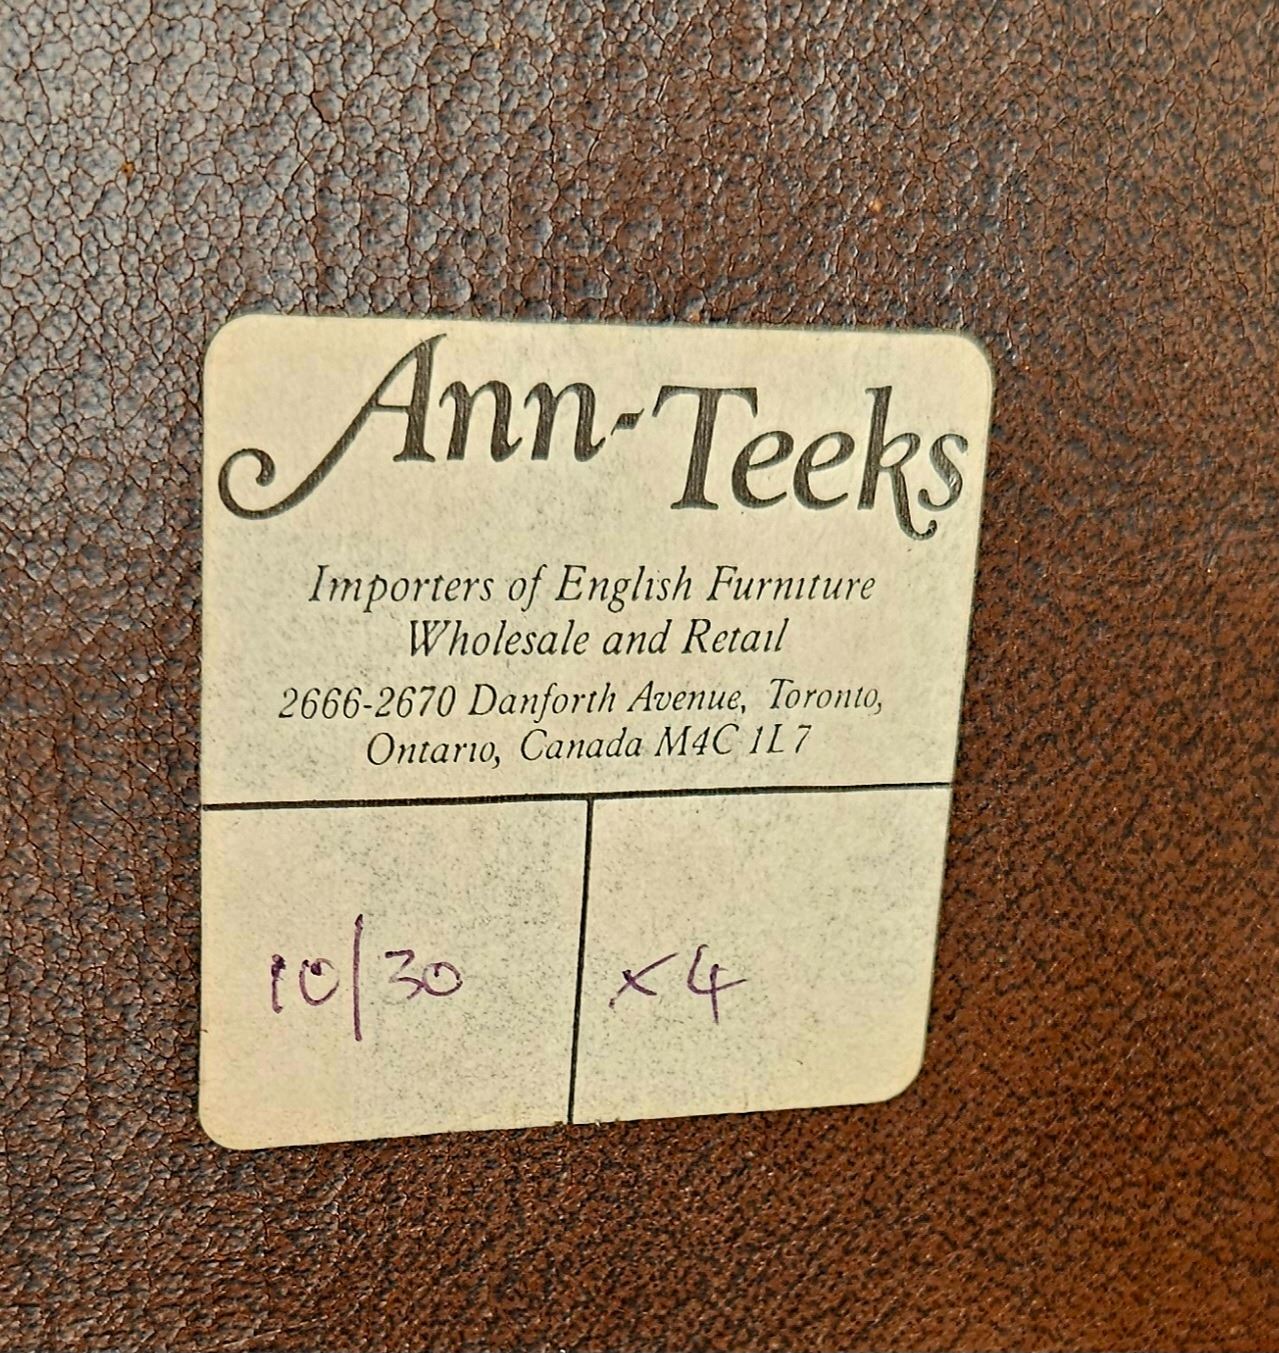 Ann-Teeks
Importers of English Furniture
Wholesale and Retail
2666-2670 Danforth Avenue, Toronto,
Ontario, Canada M4C 1L7
10/30 x4